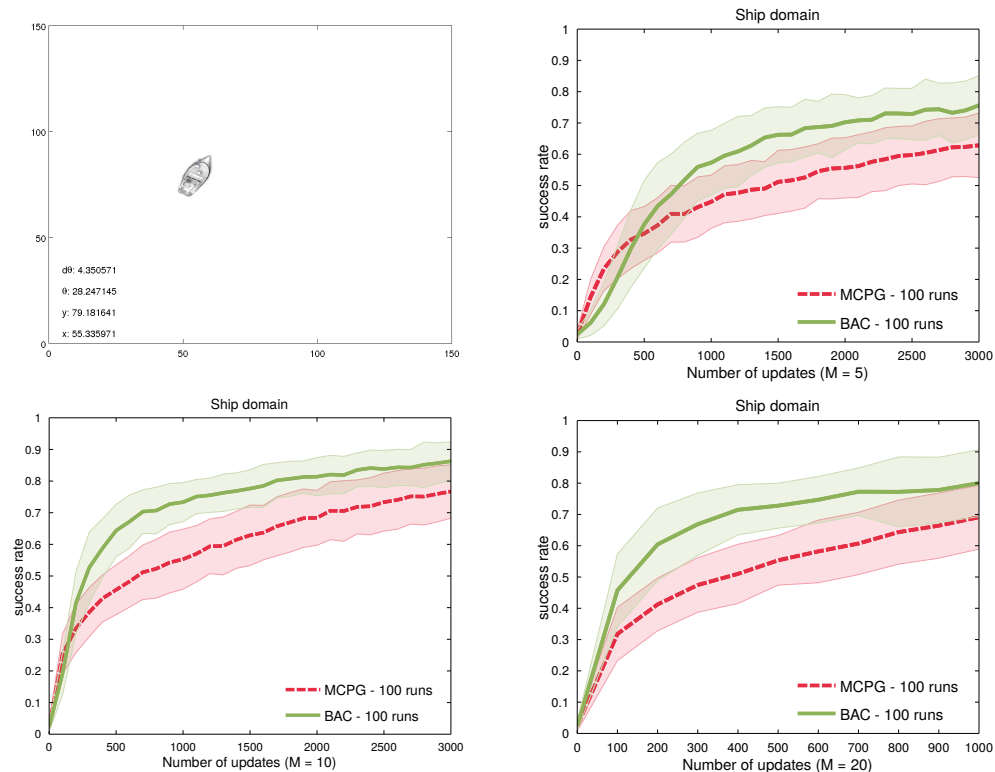 150
100
50
0
dθ: 4.350571
θ: 28.247145
y: 79.181641
x: 55.335971
0 50 100 150
Ship domain
1
0.9
0.8
0.7
0.6
0.5
0.4
0.3
0.2
0.1
0
success rate
MCPG - 100 runs
BAC - 100 runs
500 1000 1500 2000 2500 3000
Number of updates (M = 5)
Ship domain
1
0.9
0.8
0.7
0.6
0.5
0.4
0.3
0.2
0.1
0
success rate
MCPG - 100 runs
BAC - 100 runs
0 500 1000 1500 2000 2500 3000
Number of updates (M = 10)
Ship domain
1
0.9
0.8
0.7
0.6
0.5
0.4
0.3
0.2
0.1
0
success rate
MCPG - 100 runs
BAC - 100 runs
0 100 200 300 400 500 600 700 800 900 1000
Number of updates (M = 20)